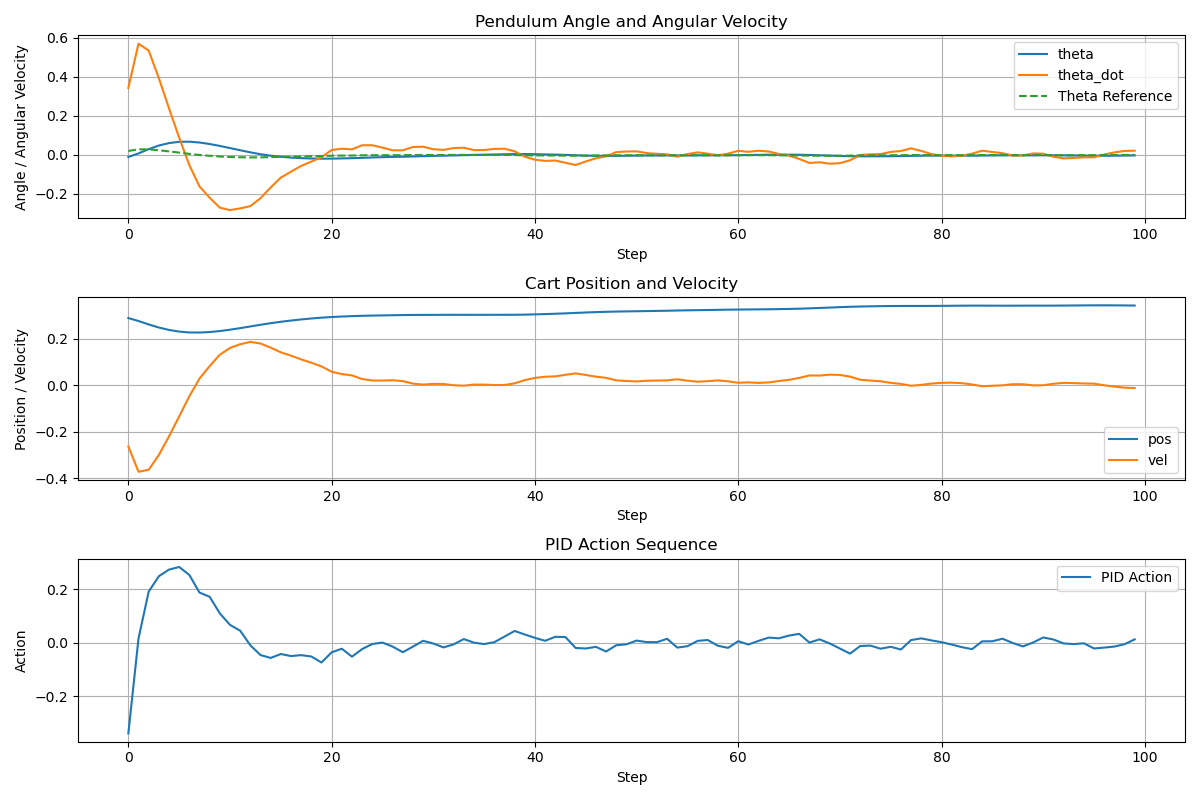 Pendulum Angle and Angular Velocity
Angle / Angular Velocity
0.6
0.4
0.2
0.0
−0.2
theta
theta_dot
Theta Reference
0 20 40 60 80 100
Step
Cart Position and Velocity
Position / Velocity
0.2
0.0
−0.2
−0.4
pos
vel
0 20 40 60 80 100
Step
PID Action Sequence
Action
0.2
0.0
−0.2
PID Action
0 20 40 60 80 100
Step